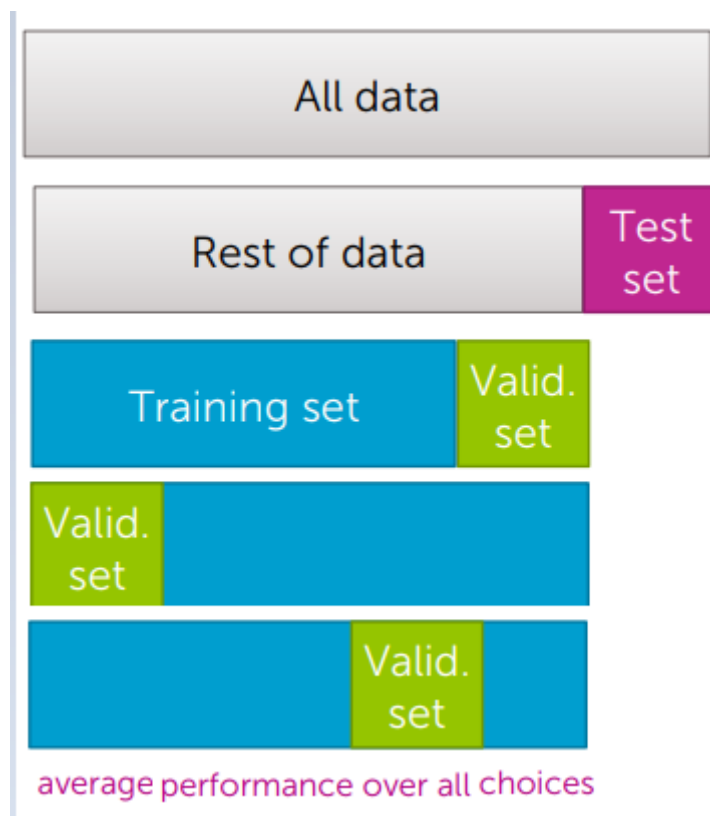 All data
Rest of data
Test
set
Training set
Valid.
set
Valid.
set
Valid.
set
average performance over all choices